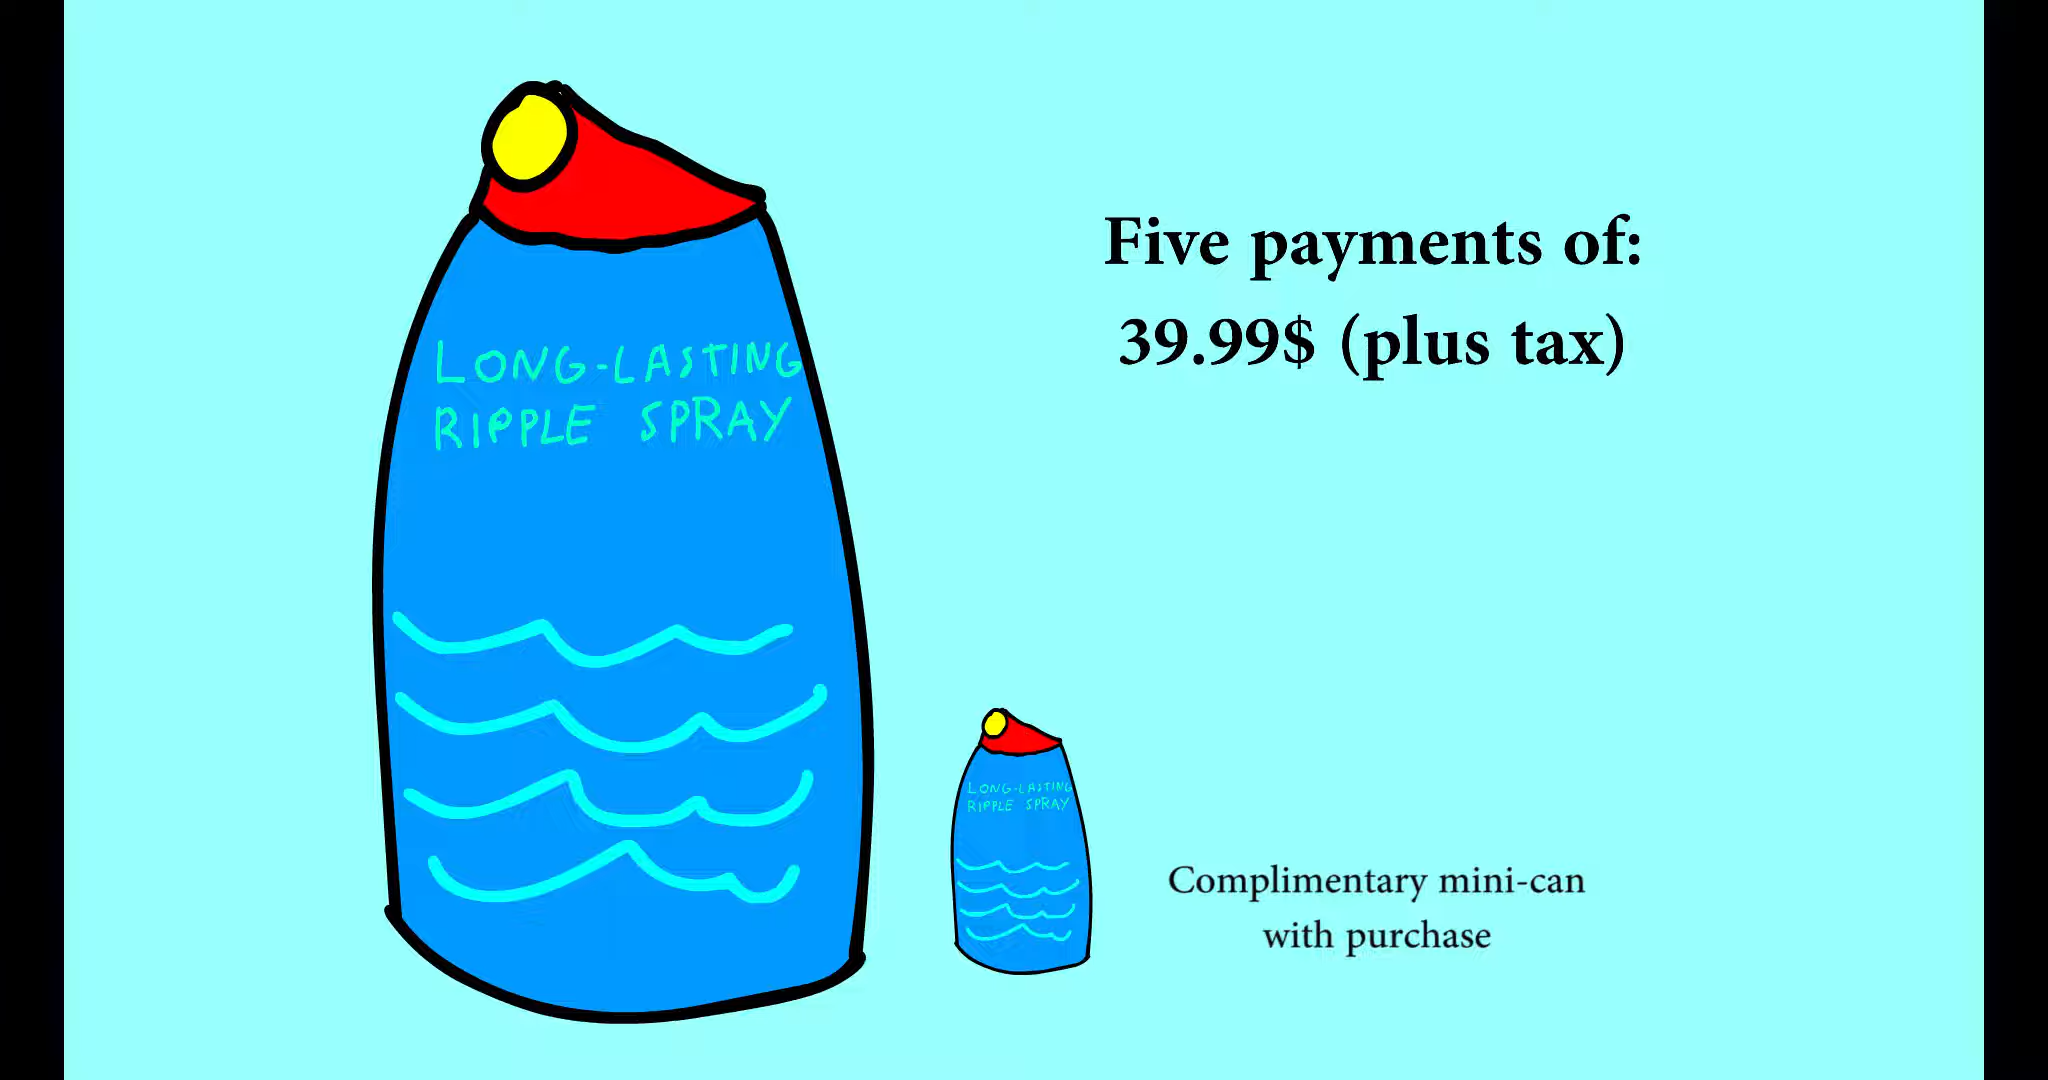 LONG-LASTING
RIPPLE SPRAY
Five payments of:
39.99$ (plus tax)
LONG-LASTING
RIPPLE SPRAY
Complimentary mini-can
with purchase